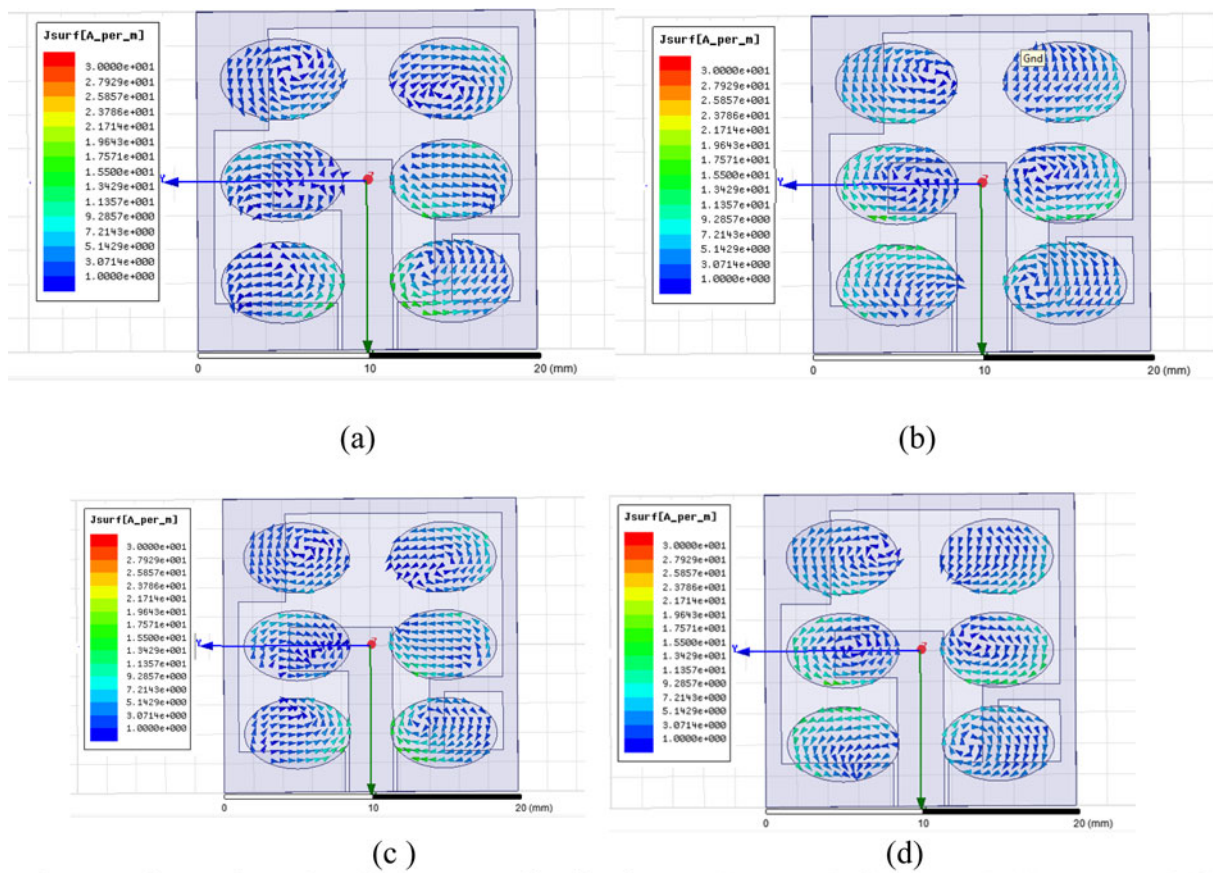 Jsurf[A_per_m]
3.0000e+001
2.7929e+001
2.5857e+001
2.3786e+001
2.1714e+001
1.9643e+001
1.7571e+001
1.5500e+001
1.3429e+001
1.1357e+001
9.2857e+000
7.2143e+000
5.1429e+000
3.0714e+000
1.0000e+000
Y
0 10 20 (mm)
(a)
Jsurf[A_per_m]
3.0000e+001
2.7929e+001
2.5857e+001
2.3786e+001
2.1714e+001
1.9643e+001
1.7571e+001
1.5500e+001
1.3429e+001
1.1357e+001
9.2857e+000
7.2143e+000
5.1429e+000
3.0714e+000
1.0000e+000
Gnd
Y
0 10 20 (mm)
(b)
Jsurf[A_per_m]
3.0000e+001
2.7929e+001
2.5857e+001
2.3786e+001
2.1714e+001
1.9643e+001
1.7571e+001
1.5500e+001
1.3429e+001
1.1357e+001
9.2857e+000
7.2143e+000
5.1429e+000
3.0714e+000
1.0000e+000
Y
0 10 20 (mm)
(c )
Jsurf[A_per_m]
3.0000e+001
2.7929e+001
2.5857e+001
2.3786e+001
2.1714e+001
1.9643e+001
1.7571e+001
1.5500e+001
1.3429e+001
1.1357e+001
9.2857e+000
7.2143e+000
5.1429e+000
3.0714e+000
1.0000e+000
Y
0 10 20 (mm)
(d)